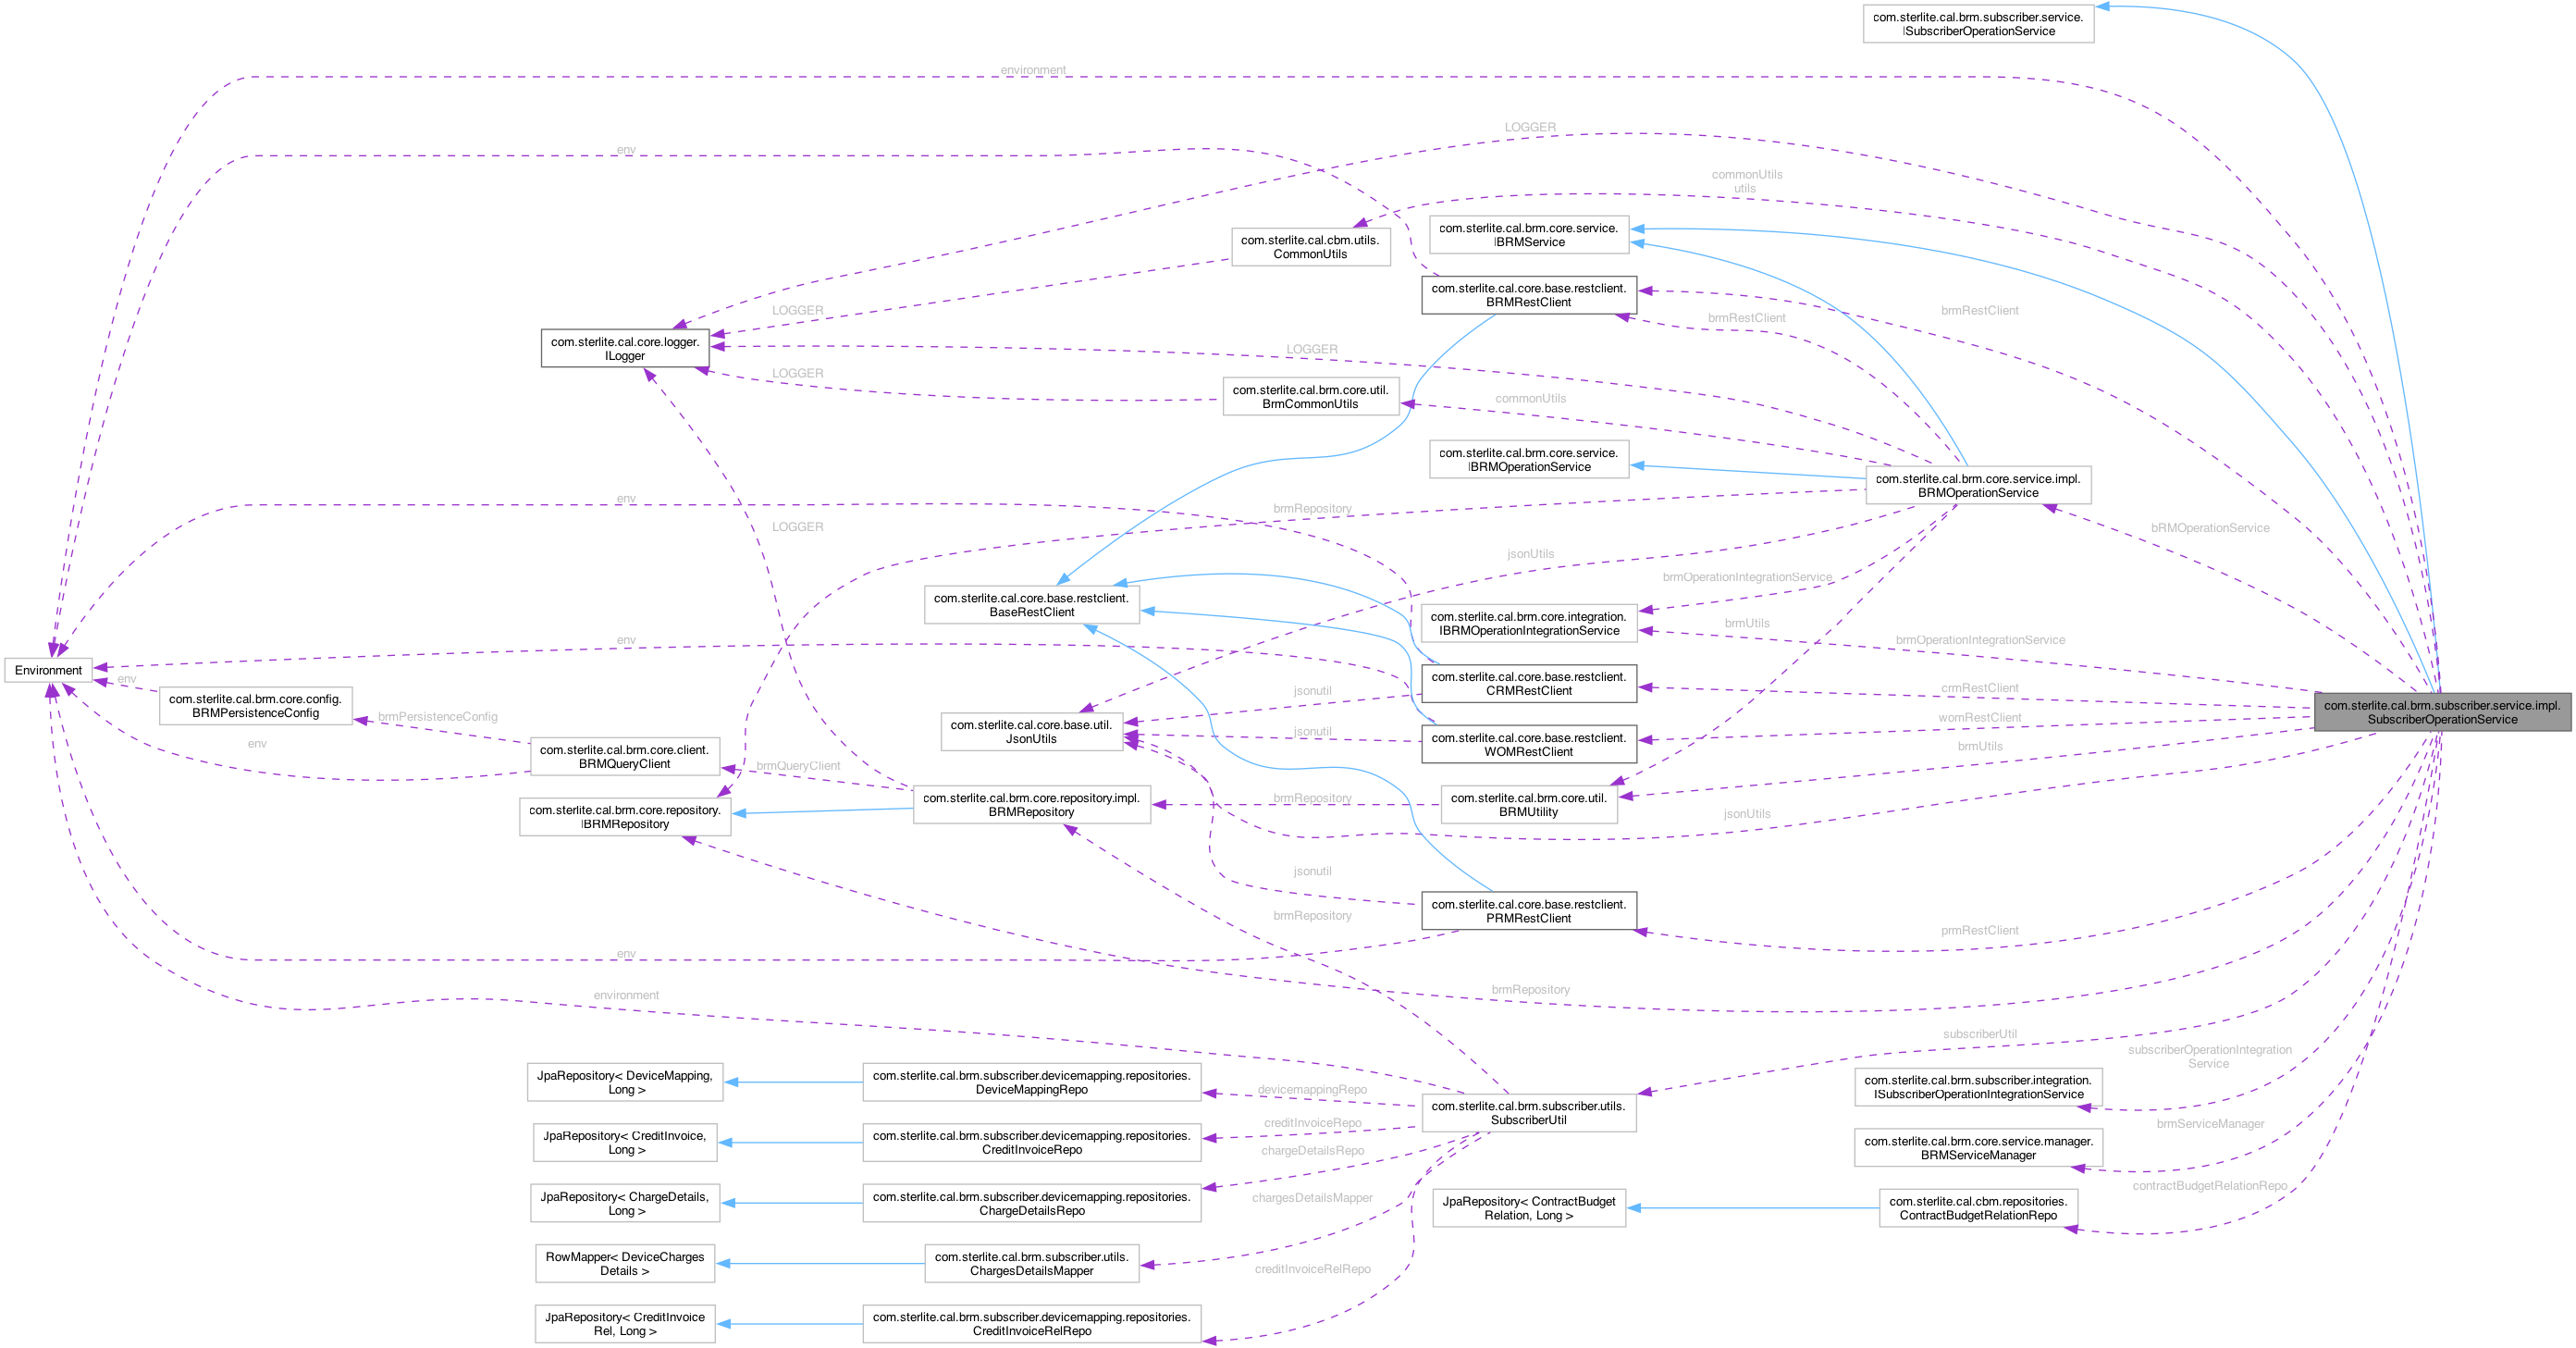 com.sterlite.cal.brm.subscriber.service.
ISubscriberOperationService
environment
LOGGER
env
commonUtils
utils
com.sterlite.cal.brm.core.service.
IBRMService
com.sterlite.cal.cbm.utils.
CommonUtils
com.sterlite.cal.core.base.restclient.
BRMRestClient
LOGGER
brmRestClient
brmRestClient
com.sterlite.cal.core.logger.
ILogger
LOGGER
LOGGER
com.sterlite.cal.brm.core.util.
BrmCommonUtils
commonUtils
com.sterlite.cal.brm.core.service.
IBRMOperationService
com.sterlite.cal.brm.core.service.impl.
BRMOperationService
env
brmRepository
LOGGER
bRMOperationService
jsonUtils
brmOperationIntegrationService
com.sterlite.cal.core.base.restclient.
BaseRestClient
com.sterlite.cal.brm.core.integration.
IBRMOperationIntegrationService
brmUtils
env
brmOperationIntegrationService
Environment
env
com.sterlite.cal.brm.core.config.
BRMPersistenceConfig
com.sterlite.cal.core.base.restclient.
CRMRestClient
jsonutil
crmRestClient
brmPersistenceConfig
com.sterlite.cal.core.base.util.
JsonUtils
jsonutil
womRestClient
com.sterlite.cal.brm.subscriber.service.impl.
SubscriberOperationService
env
com.sterlite.cal.brm.core.client.
BRMQueryClient
com.sterlite.cal.core.base.restclient.
WOMRestClient
brmUtils
brmQueryClient
com.sterlite.cal.brm.core.repository.
IBRMRepository
com.sterlite.cal.brm.core.repository.impl.
BRMRepository
brmRepository
com.sterlite.cal.brm.core.util.
BRMUtility
jsonUtils
jsonutil
com.sterlite.cal.core.base.restclient.
PRMRestClient
brmRepository
prmRestClient
env
environment
brmRepository
subscriberUtil
subscriberOperationIntegration
Service
JpaRepository< DeviceMapping,
Long >
com.sterlite.cal.brm.subscriber.devicemapping.repositories.
DeviceMappingRepo
devicemappingRepo
com.sterlite.cal.brm.subscriber.utils.
SubscriberUtil
com.sterlite.cal.brm.subscriber.integration.
ISubscriberOperationIntegrationService
JpaRepository< CreditInvoice,
Long >
com.sterlite.cal.brm.subscriber.devicemapping.repositories.
CreditInvoiceRepo
creditInvoiceRepo
chargeDetailsRepo
brmServiceManager
com.sterlite.cal.brm.core.service.manager.
BRMServiceManager
JpaRepository< ChargeDetails,
Long >
com.sterlite.cal.brm.subscriber.devicemapping.repositories.
ChargeDetailsRepo
chargesDetailsMapper
contractBudgetRelationRepo
JpaRepository< ContractBudget
Relation, Long >
com.sterlite.cal.cbm.repositories.
ContractBudgetRelationRepo
RowMapper< DeviceCharges
Details >
com.sterlite.cal.brm.subscriber.utils.
ChargesDetailsMapper
creditInvoiceRelRepo
JpaRepository< CreditInvoice
Rel, Long >
com.sterlite.cal.brm.subscriber.devicemapping.repositories.
CreditInvoiceRelRepo